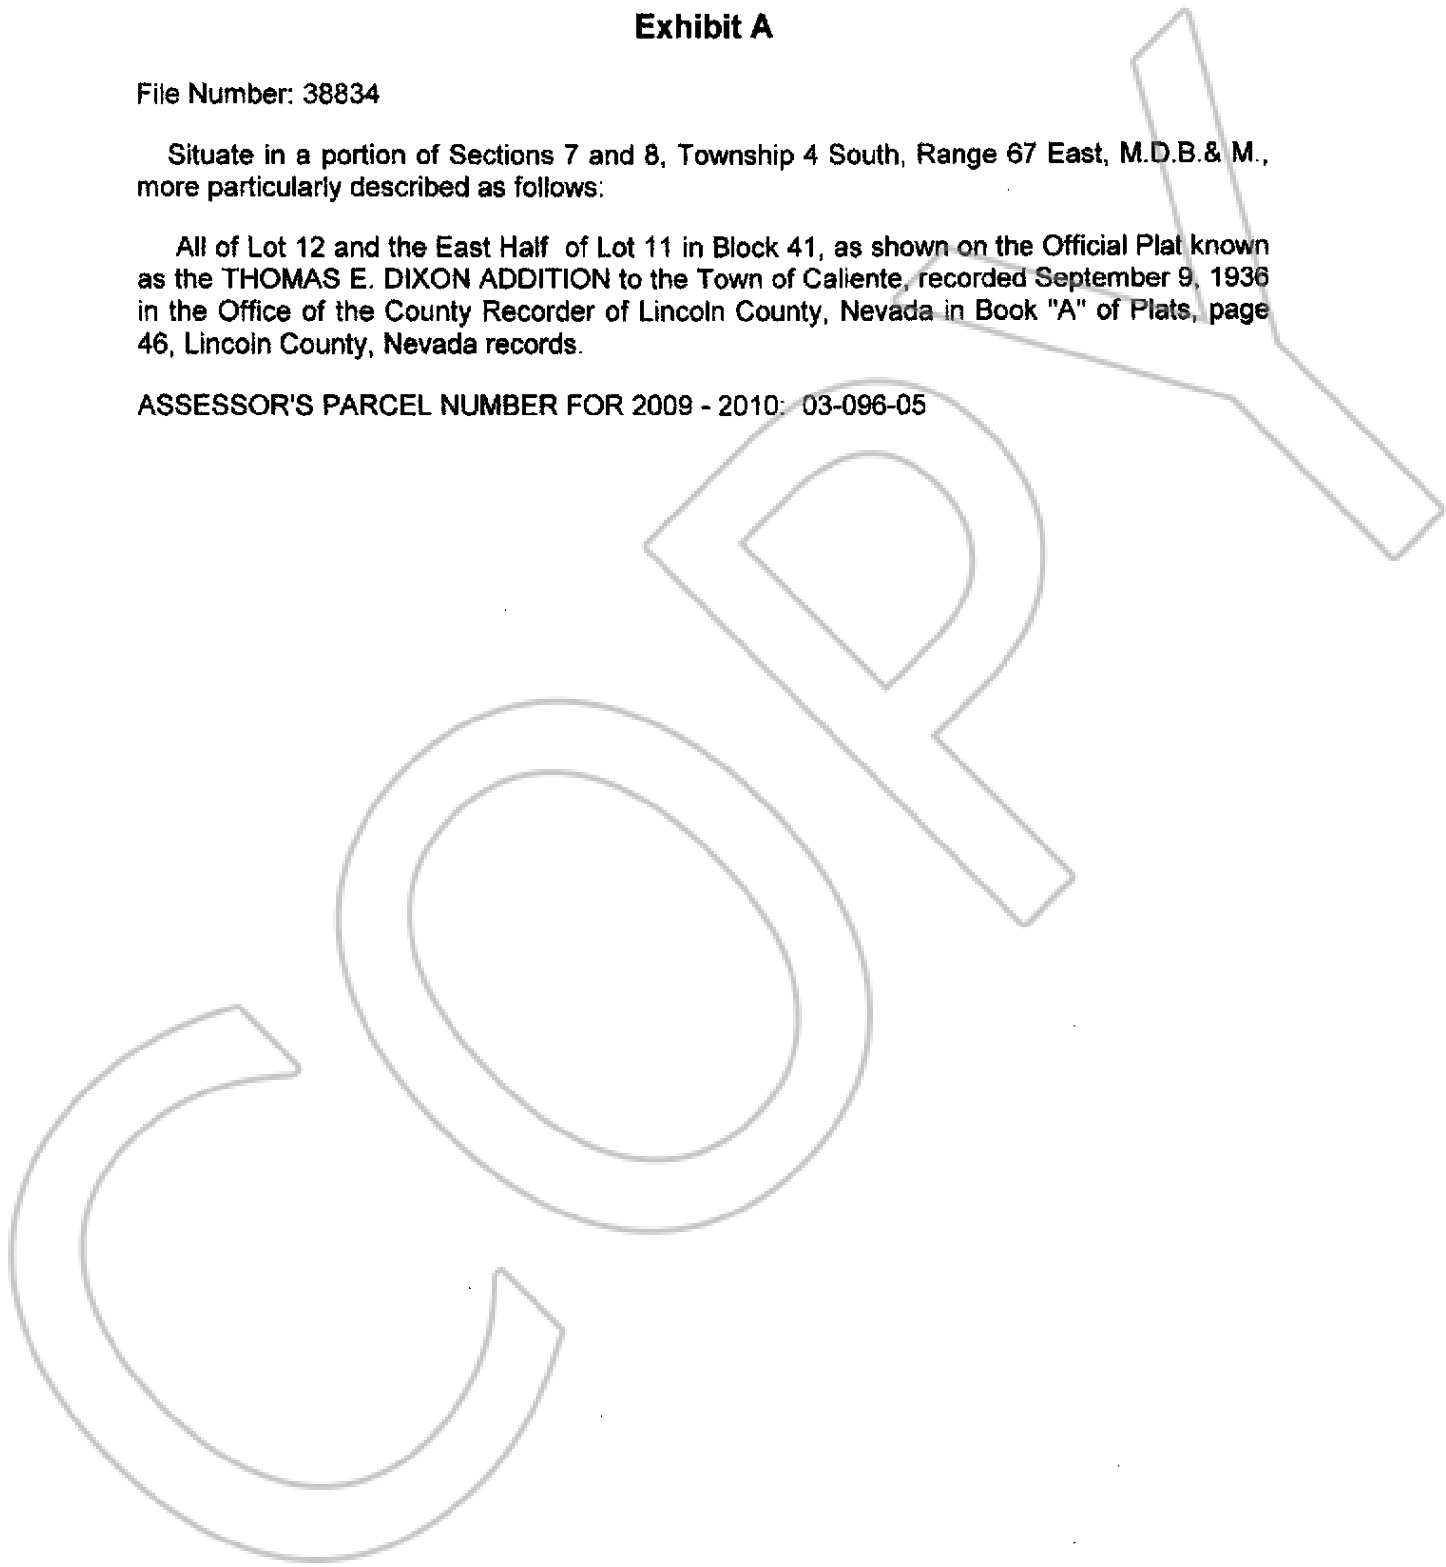 Exhibit A
File Number: 38834
Situate in a portion of Sections 7 and 8, Township 4 South, Range 67 East, M.D.B.& M.,
more particularly described as follows:
All of Lot 12 and the East Half of Lot 11 in Block 41, as shown on the Official Plat known
as the THOMAS E. DIXON ADDITION to the Town of Caliente, recorded September 9, 1936
in the Office of the County Recorder of Lincoln County, Nevada in Book "A" of Plats, page
46, Lincoln County, Nevada records.
ASSESSOR'S PARCEL NUMBER FOR 2009 - 2010: 03-096-05
COPY